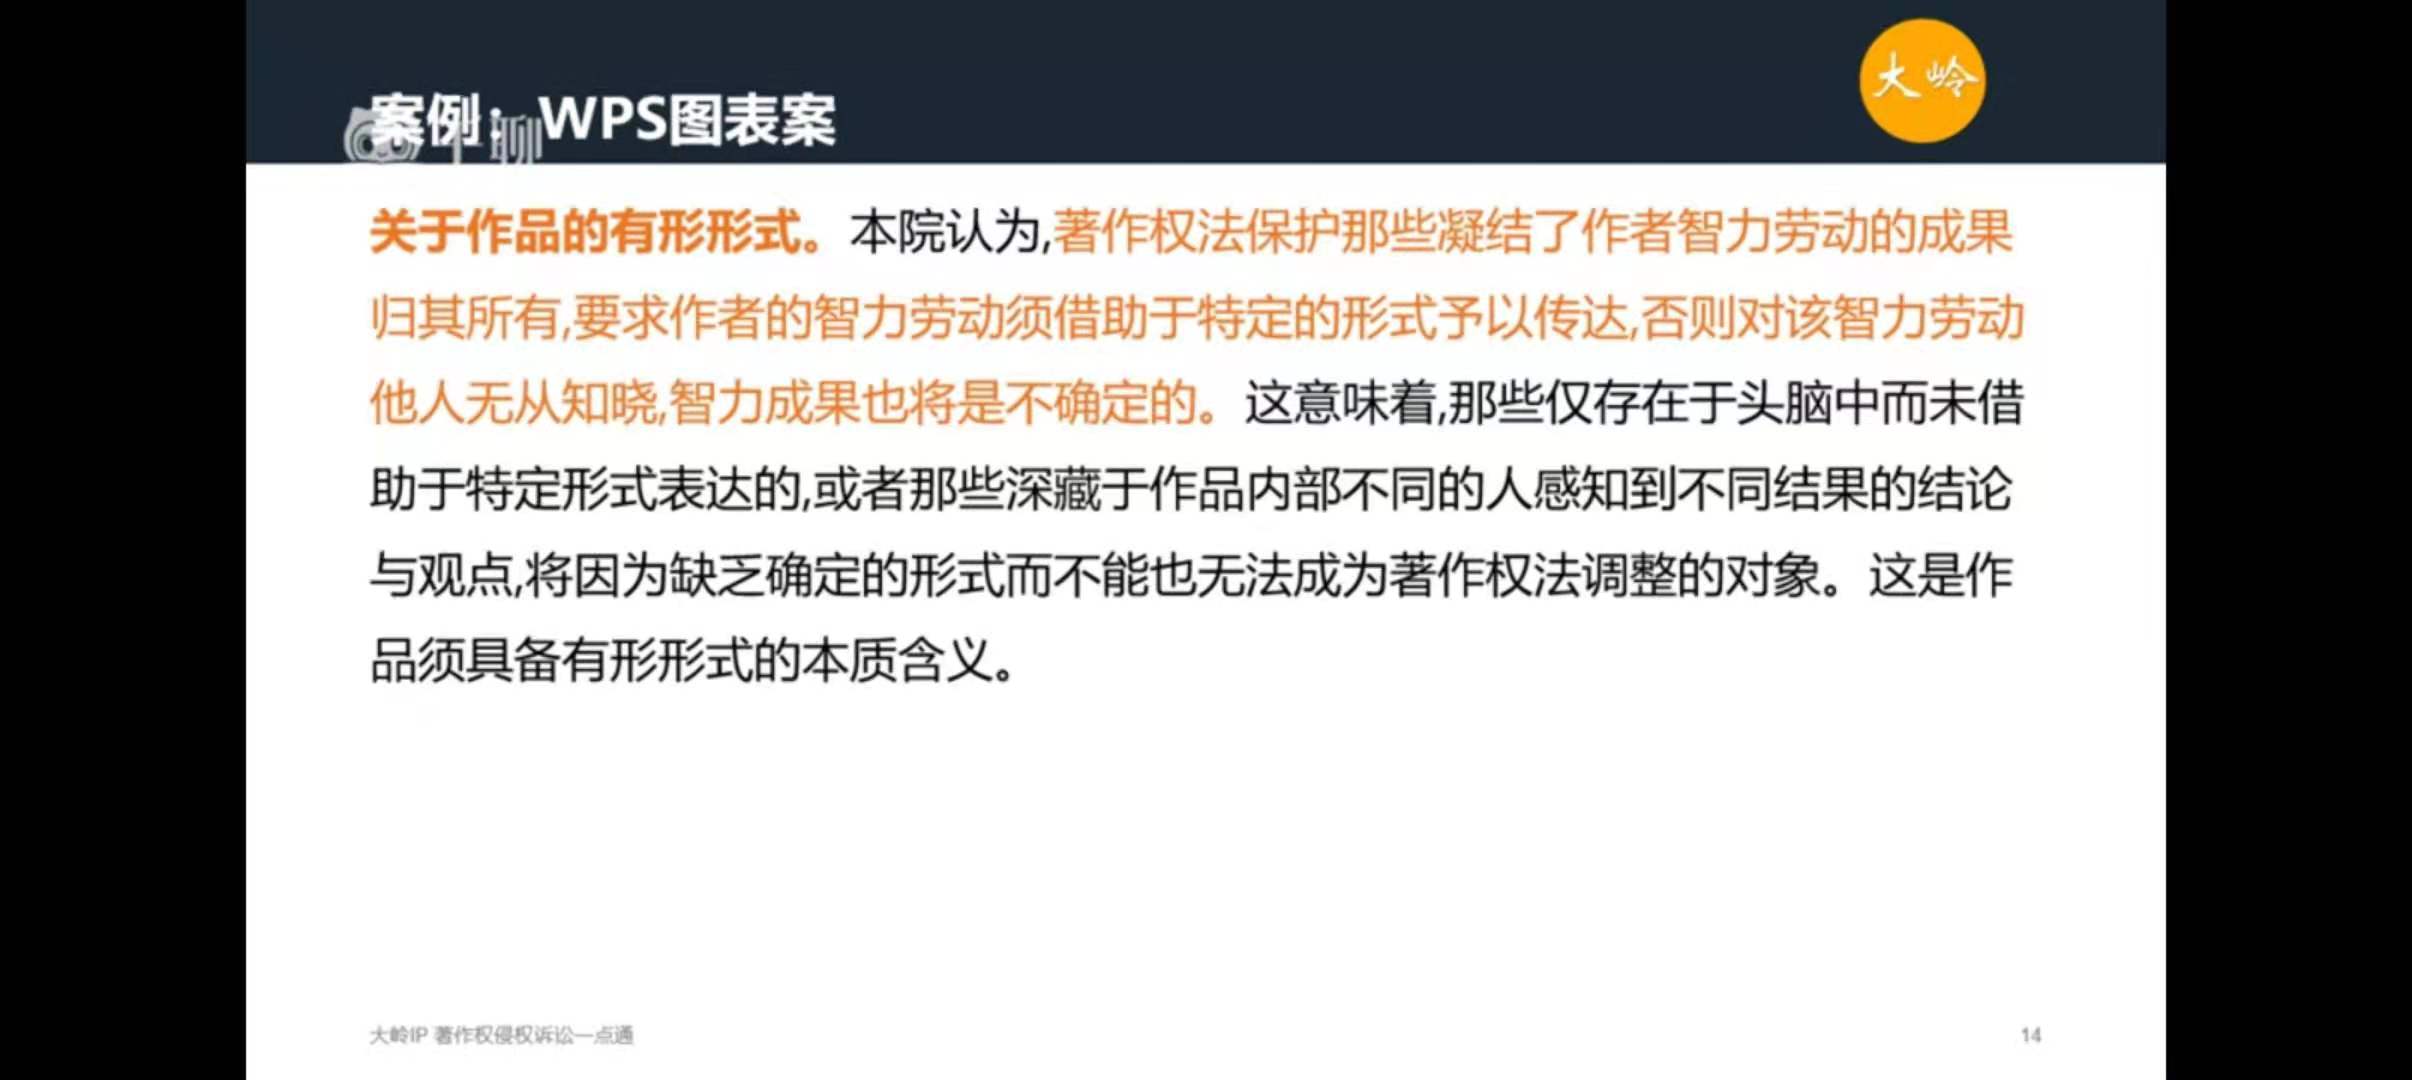 大岭
案例：WPS图表案
千聊
关于作品的有形形式。本院认为,著作权法保护那些凝结了作者智力劳动的成果
归其所有,要求作者的智力劳动须借助于特定的形式予以传达,否则对该智力劳动
他人无从知晓,智力成果也将是不确定的。这意味着,那些仅存在于头脑中而未借
助于特定形式表达的,或者那些深藏于作品内部不同的人感知到不同结果的结论
与观点,将因为缺乏确定的形式而不能也无法成为著作权法调整的对象。这是作
品须具备有形形式的本质含义。
大岭IP 著作权侵权诉讼一点通
14